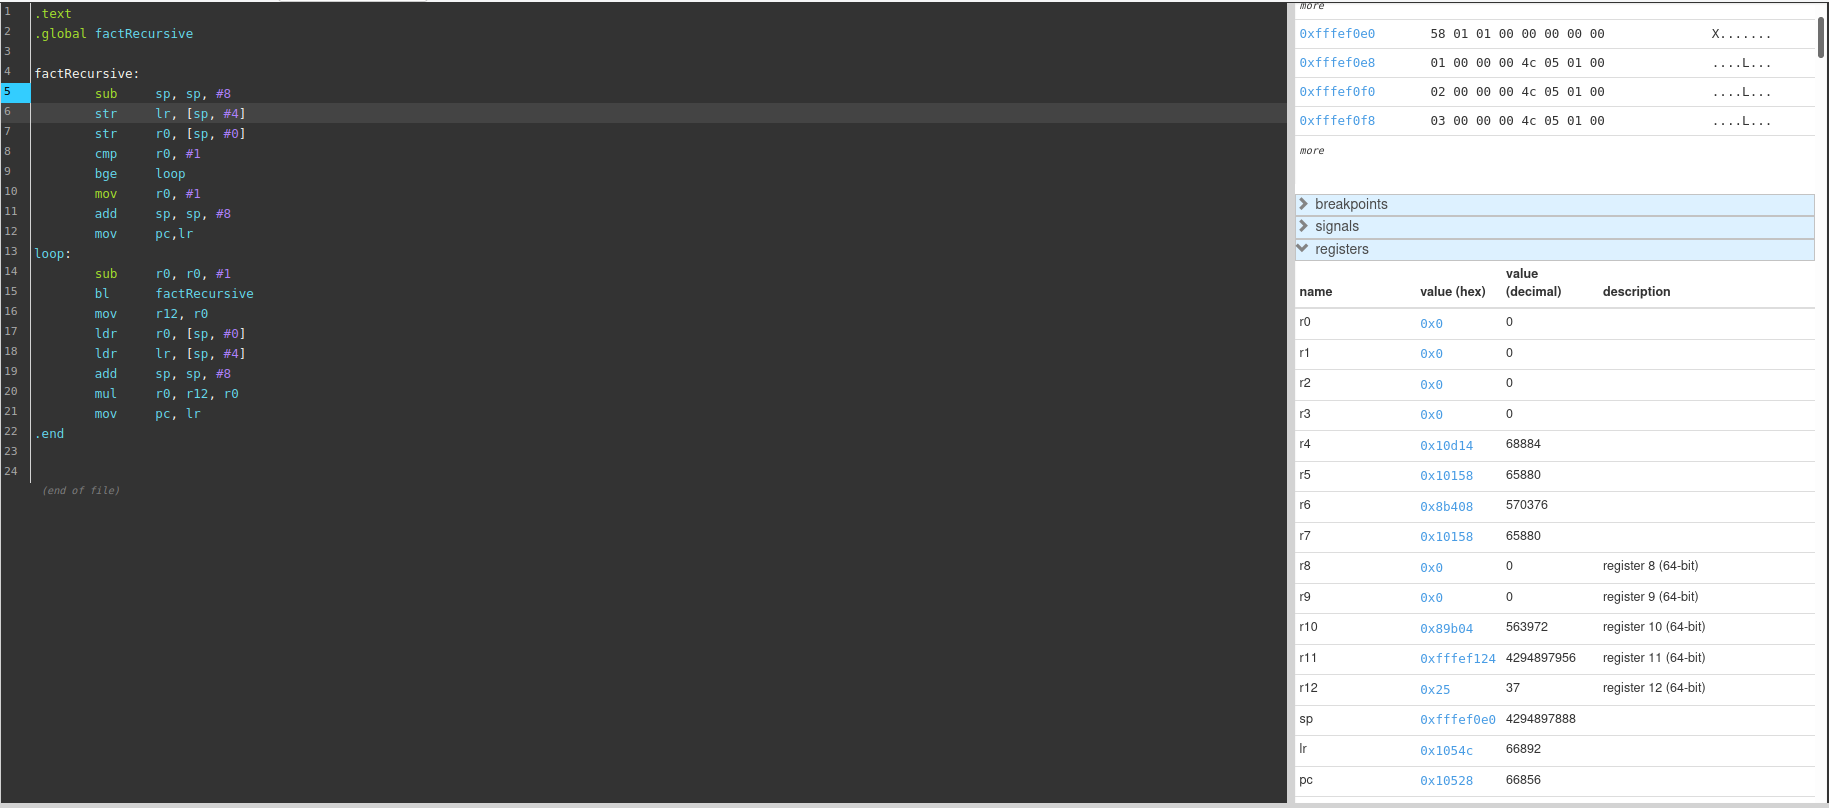 1 .text
2 .global factRecursive
3
4 factRecursive:
5 sub sp, sp, #8
6 str lr, [sp, #4]
7 str r0, [sp, #0]
8 cmp r0, #1
9 bge loop
10 mov r0, #1
11 add sp, sp, #8
12 mov pc,lr
13 loop:
14 sub r0, r0, #1
15 bl factRecursive
16 mov r12, r0
17 ldr r0, [sp, #0]
18 ldr lr, [sp, #4]
19 add sp, sp, #8
20 mul r0, r12, r0
21 mov pc, lr
22 .end
23
24
(end of file)
more
0xfffef0e0 58 01 01 00 00 00 00 00 X.......
0xfffef0e8 01 00 00 00 4c 05 01 00 ....L...
0xfffef0f0 02 00 00 00 4c 05 01 00 ....L...
0xfffef0f8 03 00 00 00 4c 05 01 00 ....L...
more
breakpoints
signals
registers
name value (hex) value (decimal) description
r0 0x0 0
r1 0x0 0
r2 0x0 0
r3 0x0 0
r4 0x10d14 68884
r5 0x10158 65880
r6 0x8b408 570376
r7 0x10158 65880
r8 0x0 0 register 8 (64-bit)
r9 0x0 0 register 9 (64-bit)
r10 0x89b04 563972 register 10 (64-bit)
r11 0xfffef124 4294897956 register 11 (64-bit)
r12 0x25 37 register 12 (64-bit)
sp 0xfffef0e0 4294897888
lr 0x1054c 66892
pc 0x10528 66856